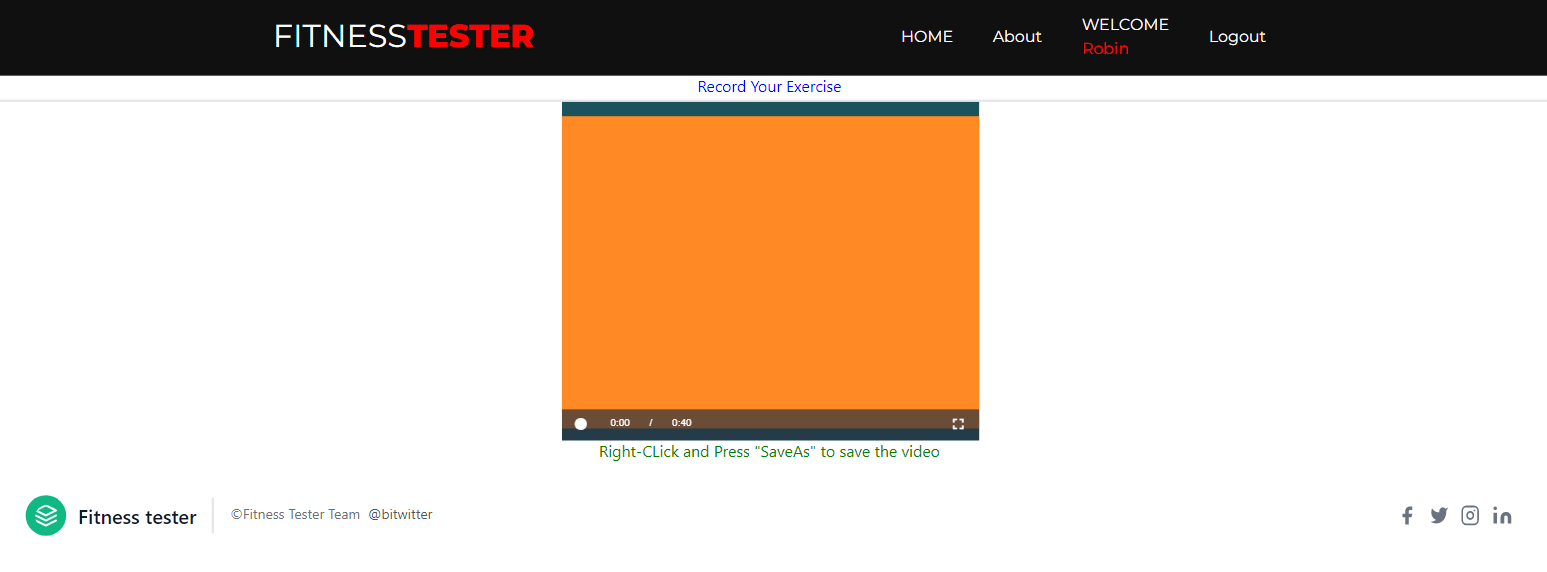 FITNESSTESTER
HOME About WELCOME Robin Logout
Record Your Exercise
0:00 / 0:40
Right-CLick and Press "SaveAs" to save the video
Fitness tester ©Fitness Tester Team @bitwitter